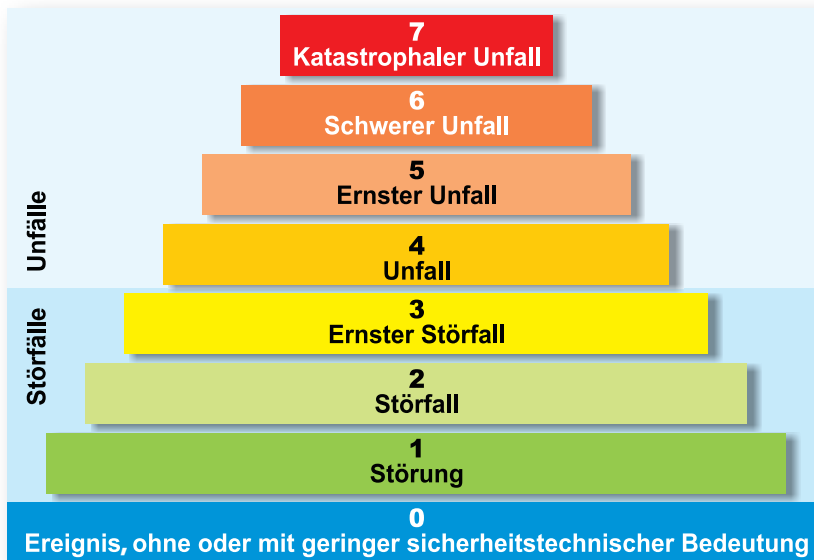 7
Katastrophaler Unfall
6
Schwerer Unfall
5
Ernster Unfall
4
Unfall
Unfälle
3
Ernster Störfall
2
Störfall
1
Störung
Störfälle
0
Ereignis, ohne oder mit geringer sicherheitstechnischer Bedeutung